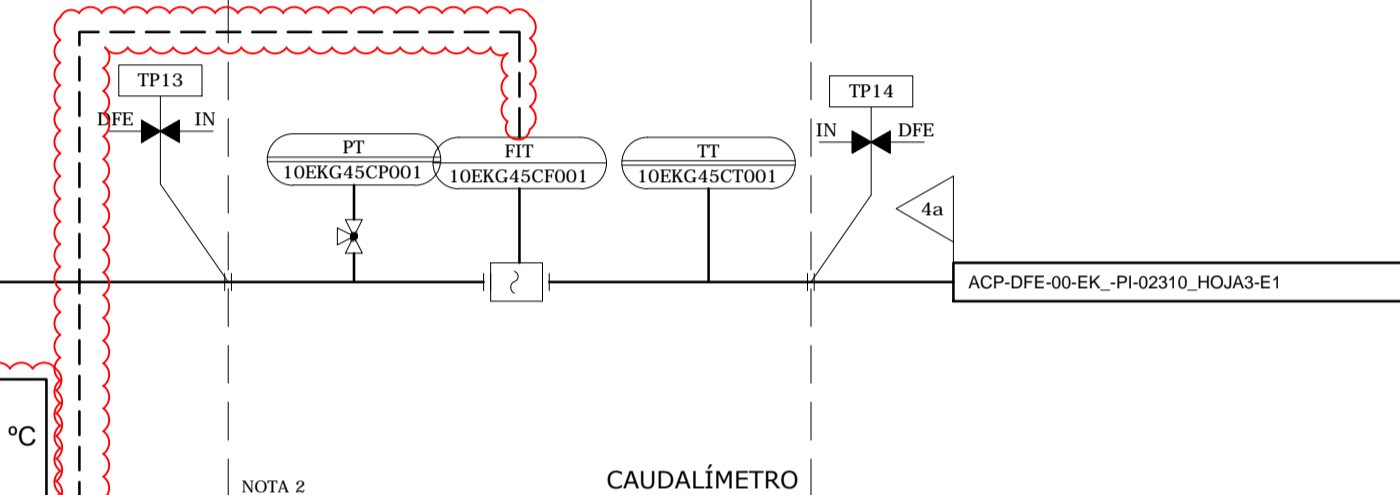 TP13
DFE IN
TP14
IN DFE
PT
10EKG45CP001
FIT
10EKG45CF001
TT
10EKG45CT001
4a
ACP-DFE-00-EK_-PI-02310_HOJA3-E1
ºC
NOTA 2
CAUDALÍMETRO